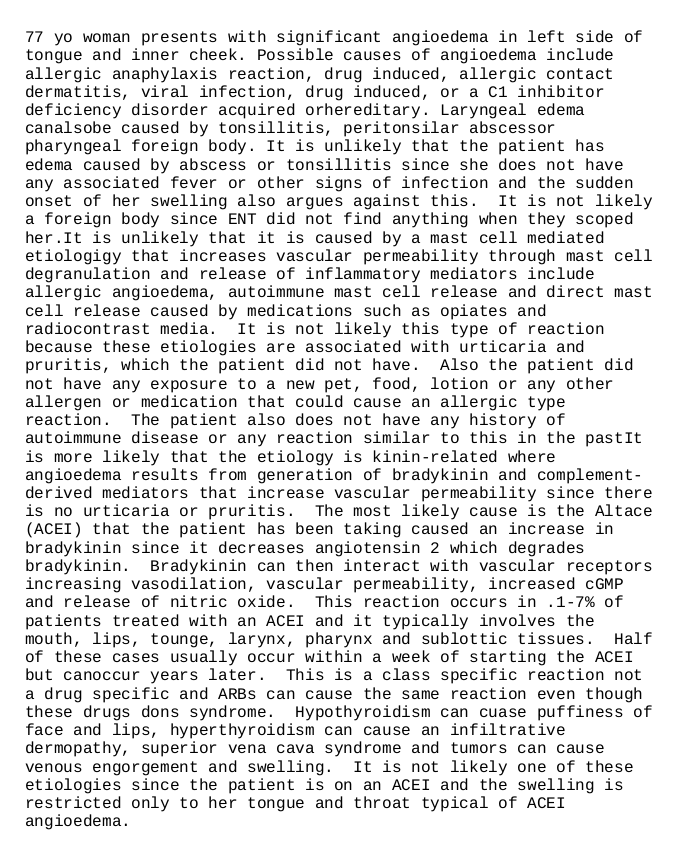 77 yo woman presents with significant angioedema in left side of
tongue and inner cheek. Possible causes of angioedema include
allergic anaphylaxis reaction, drug induced, allergic contact
dermatitis, viral infection, drug induced, or a C1 inhibitor
deficiency disorder acquired orhereditary. Laryngeal edema
canalsobe caused by tonsillitis, peritonsilar abscessor
pharyngeal foreign body. It is unlikely that the patient has
edema caused by abscess or tonsillitis since she does not have
any associated fever or other signs of infection and the sudden
onset of her swelling also argues against this.  It is not likely
a foreign body since ENT did not find anything when they scoped
her.It is unlikely that it is caused by a mast cell mediated
etiologigy that increases vascular permeability through mast cell
degranulation and release of inflammatory mediators include
allergic angioedema, autoimmune mast cell release and direct mast
cell release caused by medications such as opiates and
radiocontrast media.  It is not likely this type of reaction
because these etiologies are associated with urticaria and
pruritis, which the patient did not have.  Also the patient did
not have any exposure to a new pet, food, lotion or any other
allergen or medication that could cause an allergic type
reaction.  The patient also does not have any history of
autoimmune disease or any reaction similar to this in the pastIt
is more likely that the etiology is kinin-related where
angioedema results from generation of bradykinin and complement-
derived mediators that increase vascular permeability since there
is no urticaria or pruritis.  The most likely cause is the Altace
(ACEI) that the patient has been taking caused an increase in
bradykinin since it decreases angiotensin 2 which degrades
bradykinin.  Bradykinin can then interact with vascular receptors
increasing vasodilation, vascular permeability, increased cGMP
and release of nitric oxide.  This reaction occurs in .1-7% of
patients treated with an ACEI and it typically involves the
mouth, lips, tounge, larynx, pharynx and sublottic tissues.  Half
of these cases usually occur within a week of starting the ACEI
but canoccur years later.  This is a class specific reaction not
a drug specific and ARBs can cause the same reaction even though
these drugs dons syndrome.  Hypothyroidism can cuase puffiness of
face and lips, hyperthyroidism can cause an infiltrative
dermopathy, superior vena cava syndrome and tumors can cause
venous engorgement and swelling.  It is not likely one of these
etiologies since the patient is on an ACEI and the swelling is
restricted only to her tongue and throat typical of ACEI
angioedema.